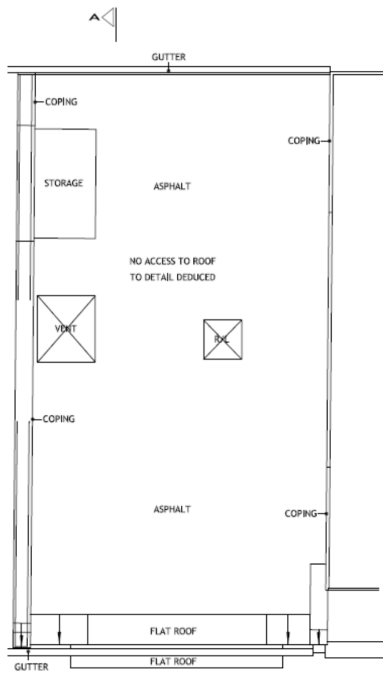 A
GUTTER
COPING
COPING
STORAGE
ASPHALT
NO ACCESS TO ROOF
TO DETAIL DEDUCED
VENT
R/L
COPING
ASPHALT
COPING
FLAT ROOF
FLAT ROOF
GUTTER